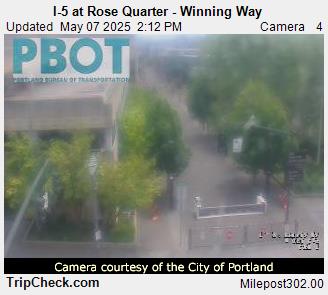 I-5 at Rose Quarter - Winning Way
Updated May 07 2025 2:12 PM Camera 4
PBOT
PORTLAND BUREAU OF TRANSPORTATION
Camera courtesy of the City of Portland
TripCheck.com Milepost302.00